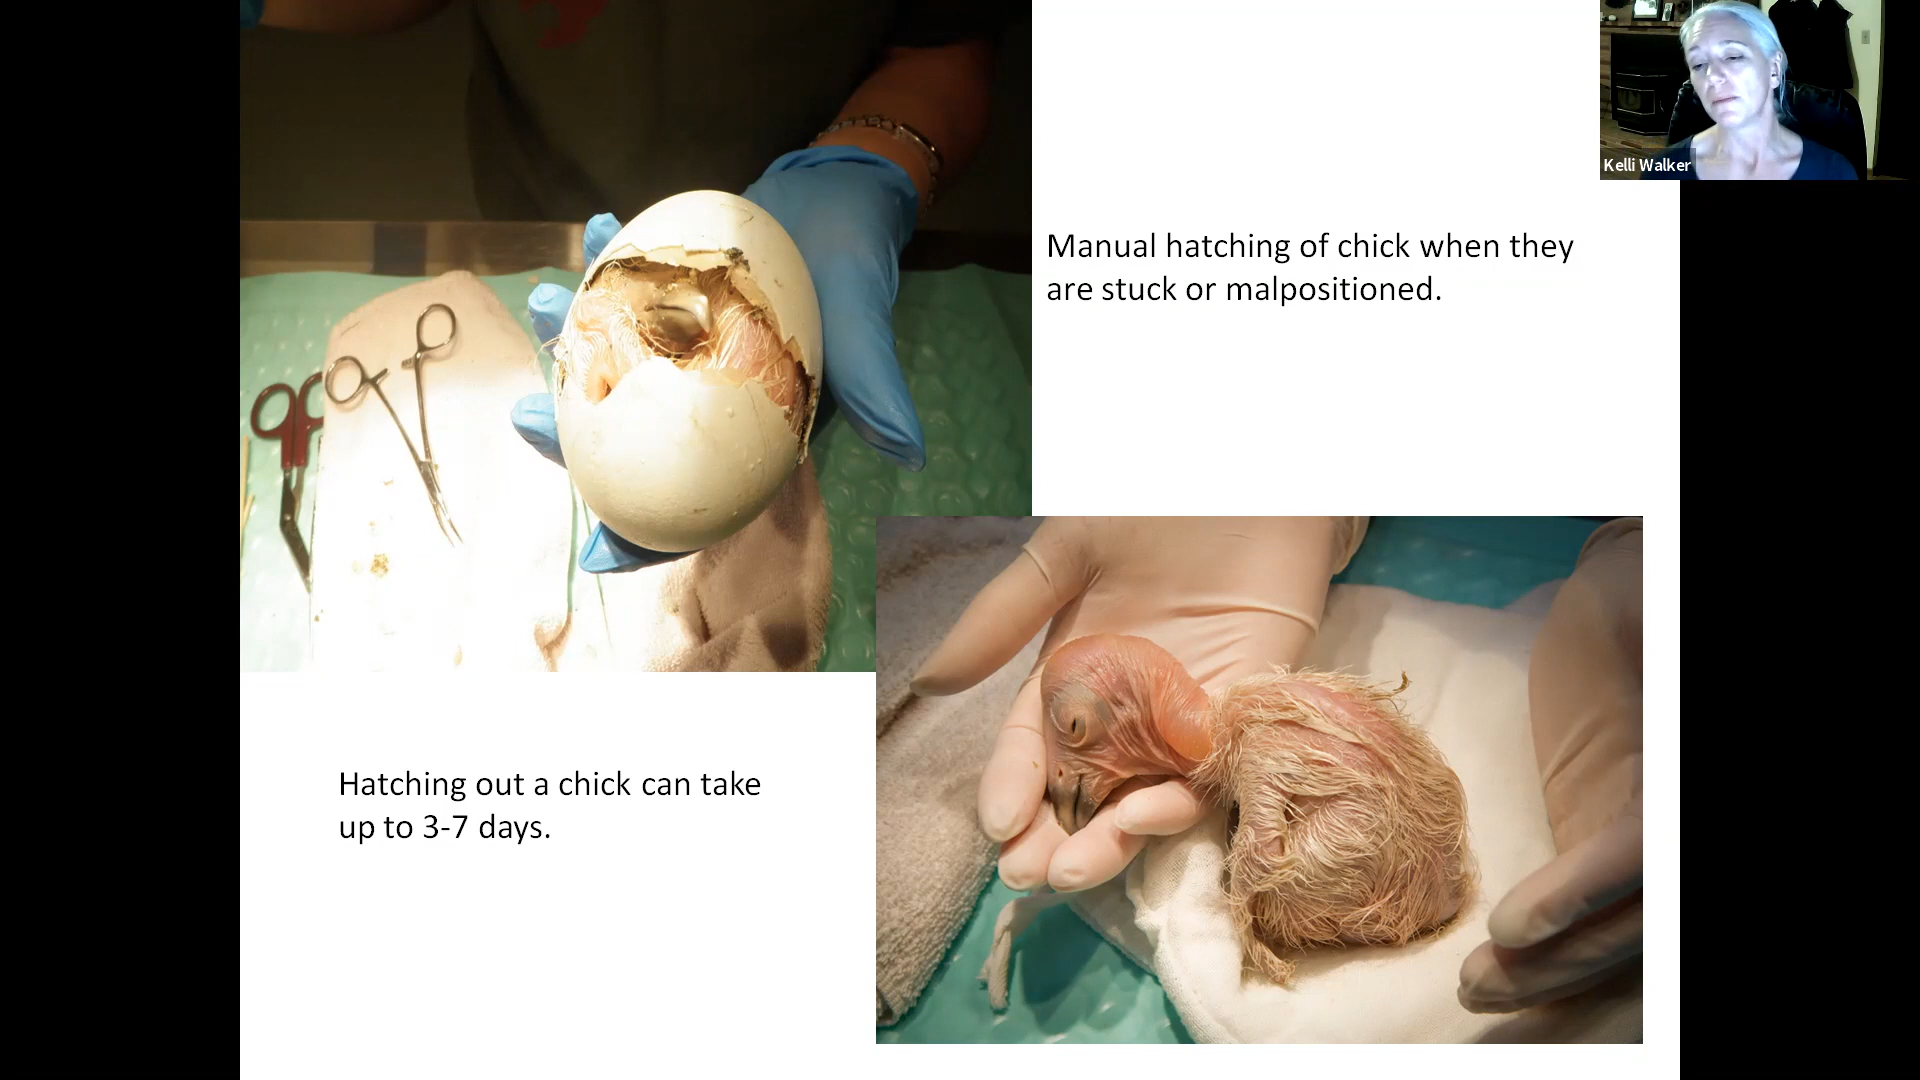 Kelli Walker
Manual hatching of chick when they
are stuck or malpositioned.
Hatching out a chick can take
up to 3-7 days.